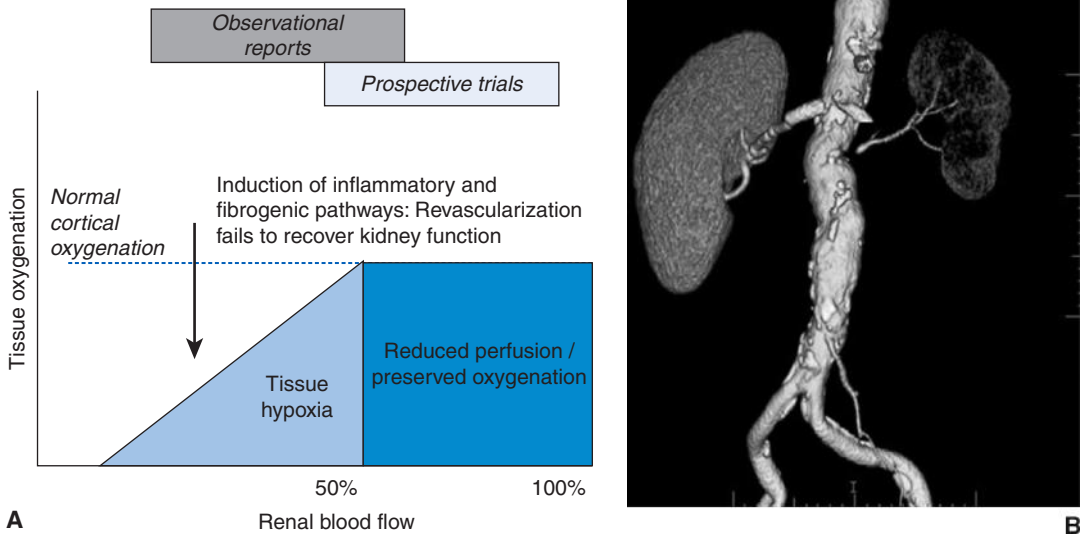 Observational
reports
Prospective trials
Tissue oxygenation
Normal
cortical
oxygenation
Induction of inflammatory and
fibrogenic pathways: Revascularization
fails to recover kidney function
Tissue
hypoxia
Reduced perfusion /
preserved oxygenation
50%
100%
Renal blood flow
A
B